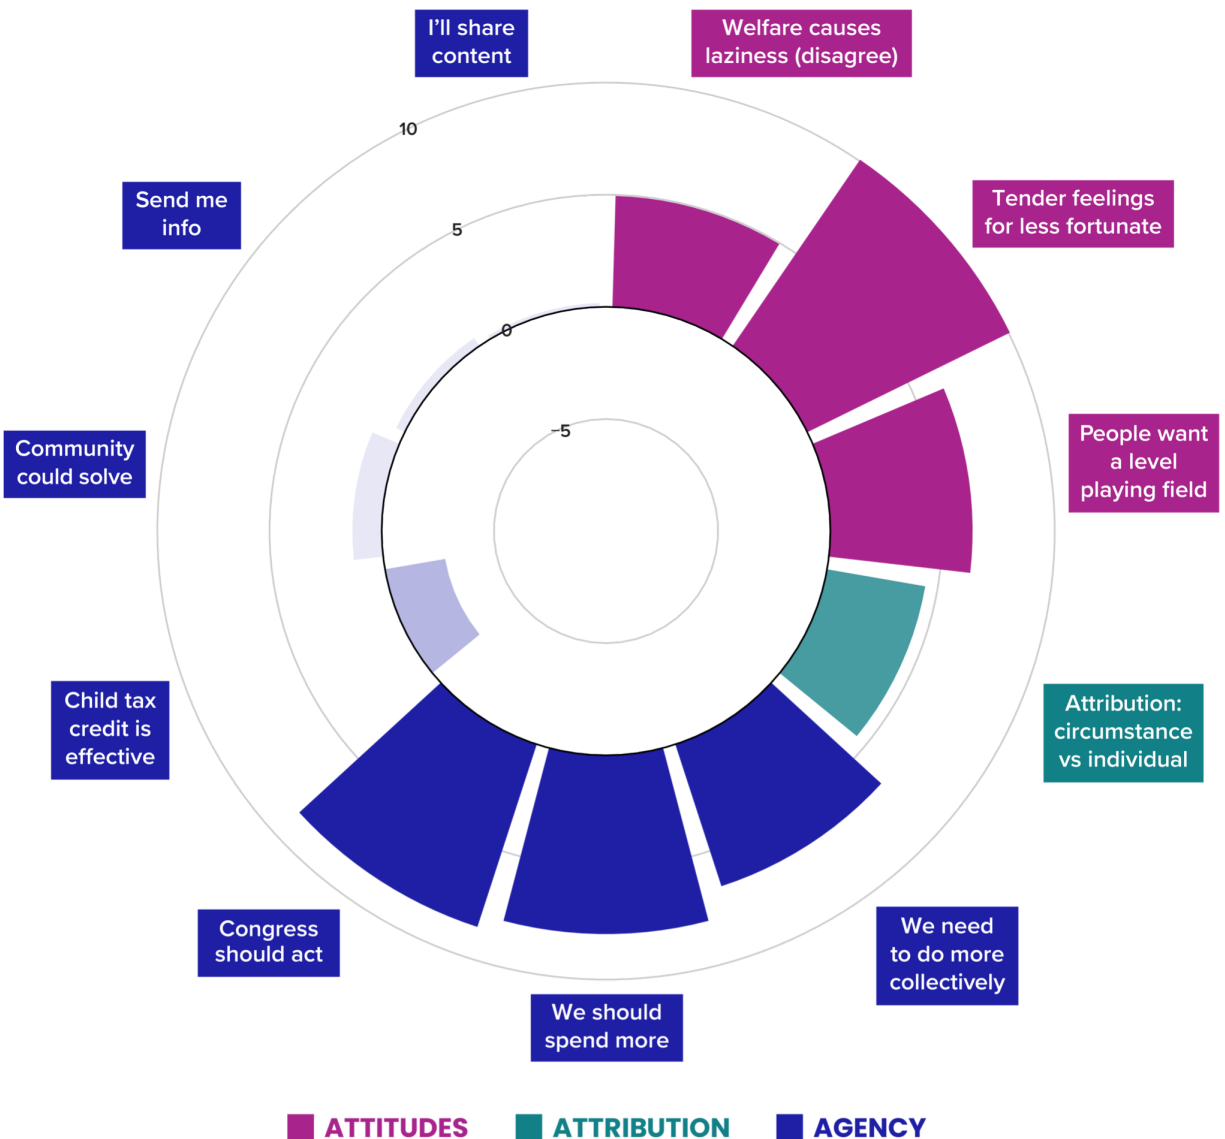 I’ll share
content
Welfare causes
laziness (disagree)
10
Send me
info
Tender feelings
for less fortunate
5
0
Community
could solve
People want
a level
playing field
−5
Child tax
credit is
effective
Attribution:
circumstance
vs individual
Congress
should act
We need
to do more
collectively
We should
spend more
ATTITUDES ATTRIBUTION AGENCY